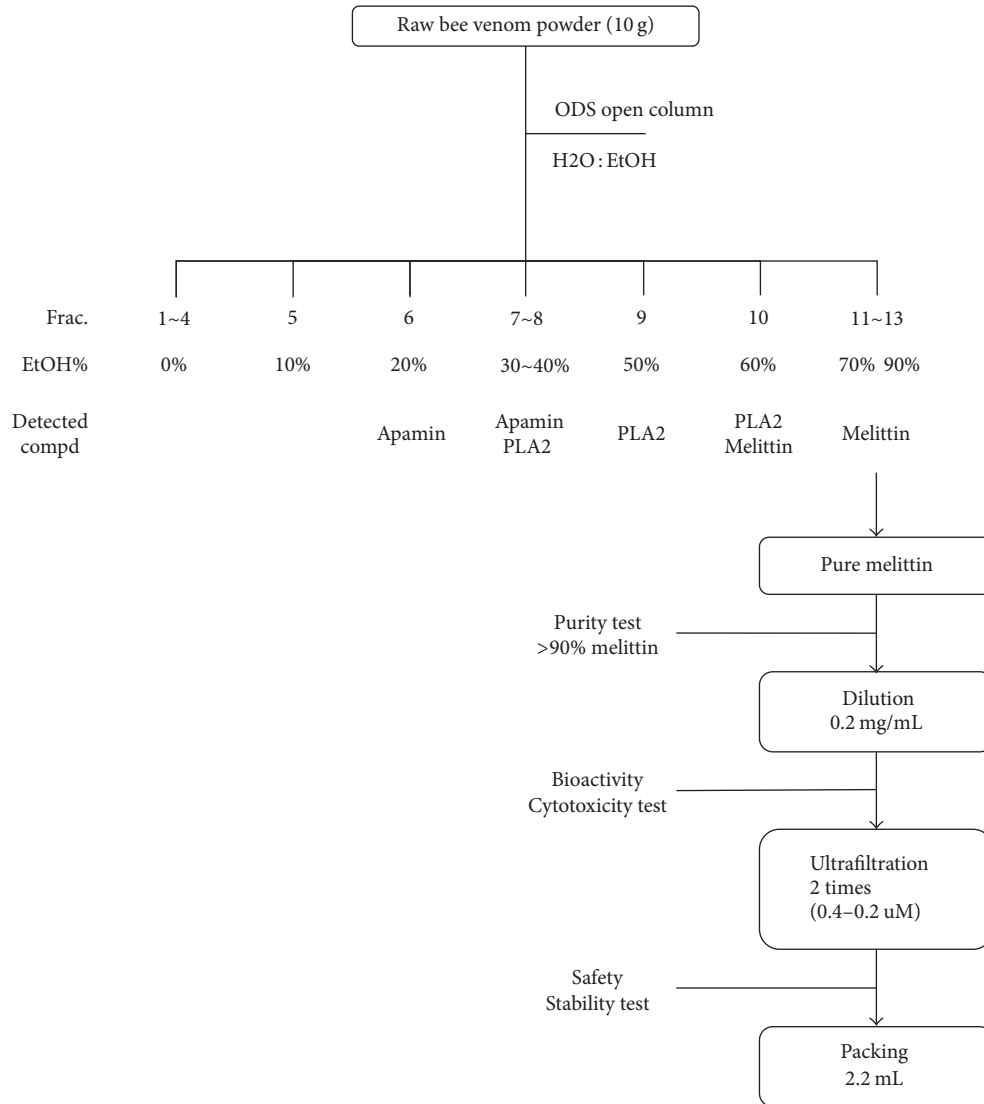 Raw bee venom powder (10 g)
ODS open column
H2O : EtOH
Frac. 1~4 5 6 7~8 9 10 11~13
EtOH% 0% 10% 20% 30~40% 50% 60% 70% 90%
Detected
compd
Apamin
Apamin
PLA2
PLA2
PLA2
Melittin
Melittin
Pure melittin
Purity test
>90% melittin
Dilution
0.2 mg/mL
Bioactivity
Cytotoxicity test
Ultrafiltration
2 times
(0.4–0.2 uM)
Safety
Stability test
Packing
2.2 mL